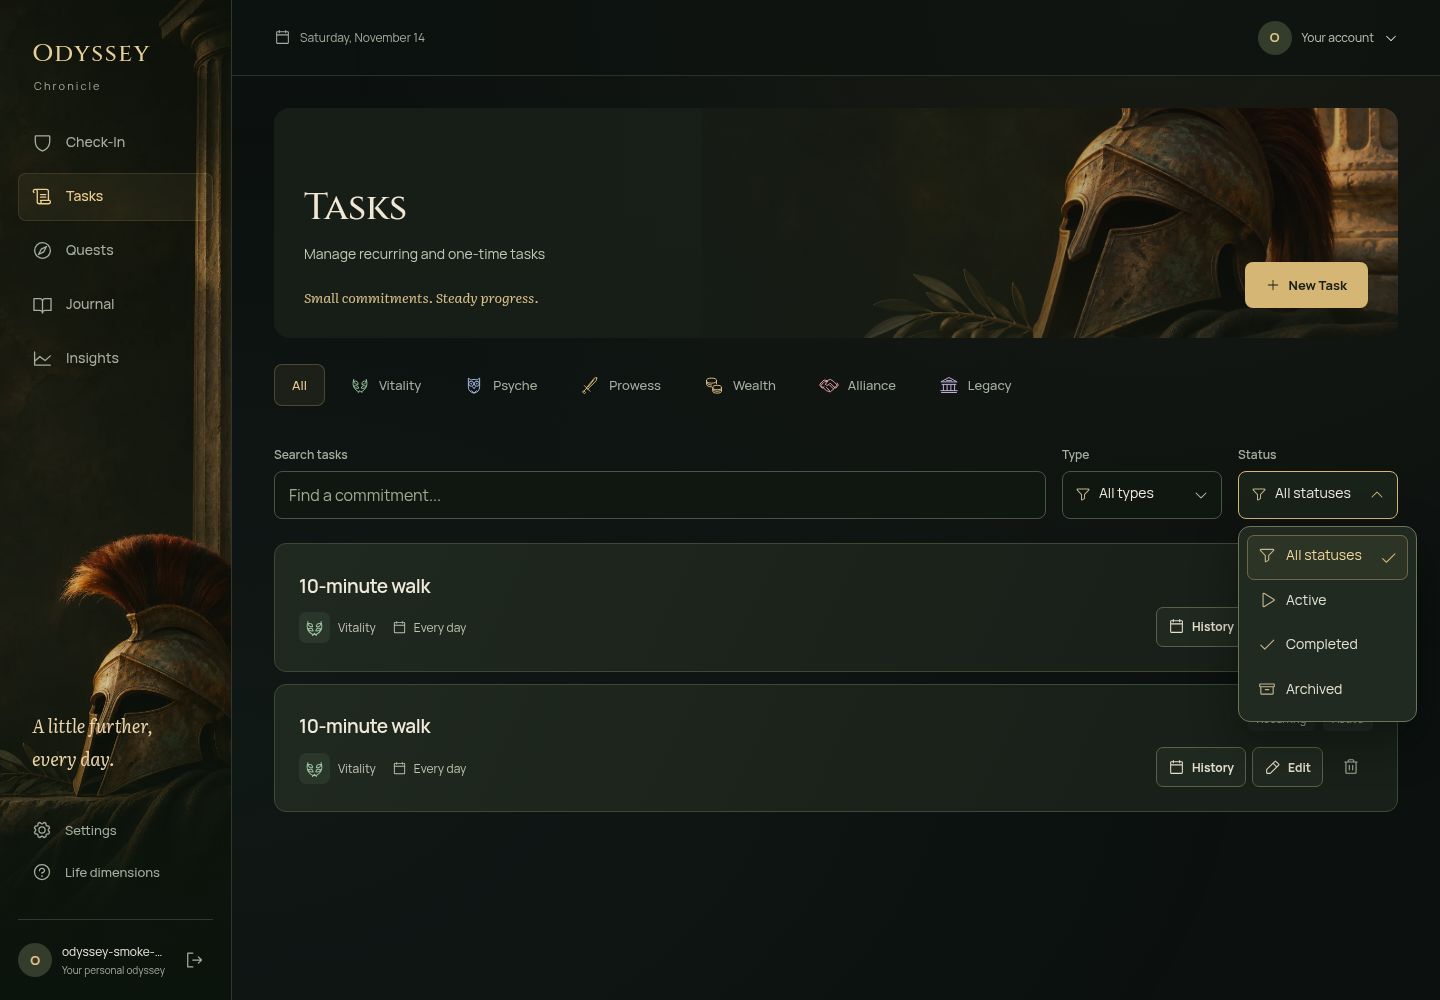 ODYSSEY
Chronicle
Check-In
Tasks
Quests
Journal
Insights
A little further,
every day.
Settings
Life dimensions
O
odyssey-smoke-...
Your personal odyssey
Saturday, November 14
O
Your account
Tasks
Manage recurring and one-time tasks
Small commitments. Steady progress.
New Task
All
Vitality
Psyche
Prowess
Wealth
Alliance
Legacy
Search tasks
Find a commitment...
Type
All types
Status
All statuses
All statuses
Active
Completed
Archived
10-minute walk
Vitality
Every day
History
10-minute walk
Vitality
Every day
History
Edit